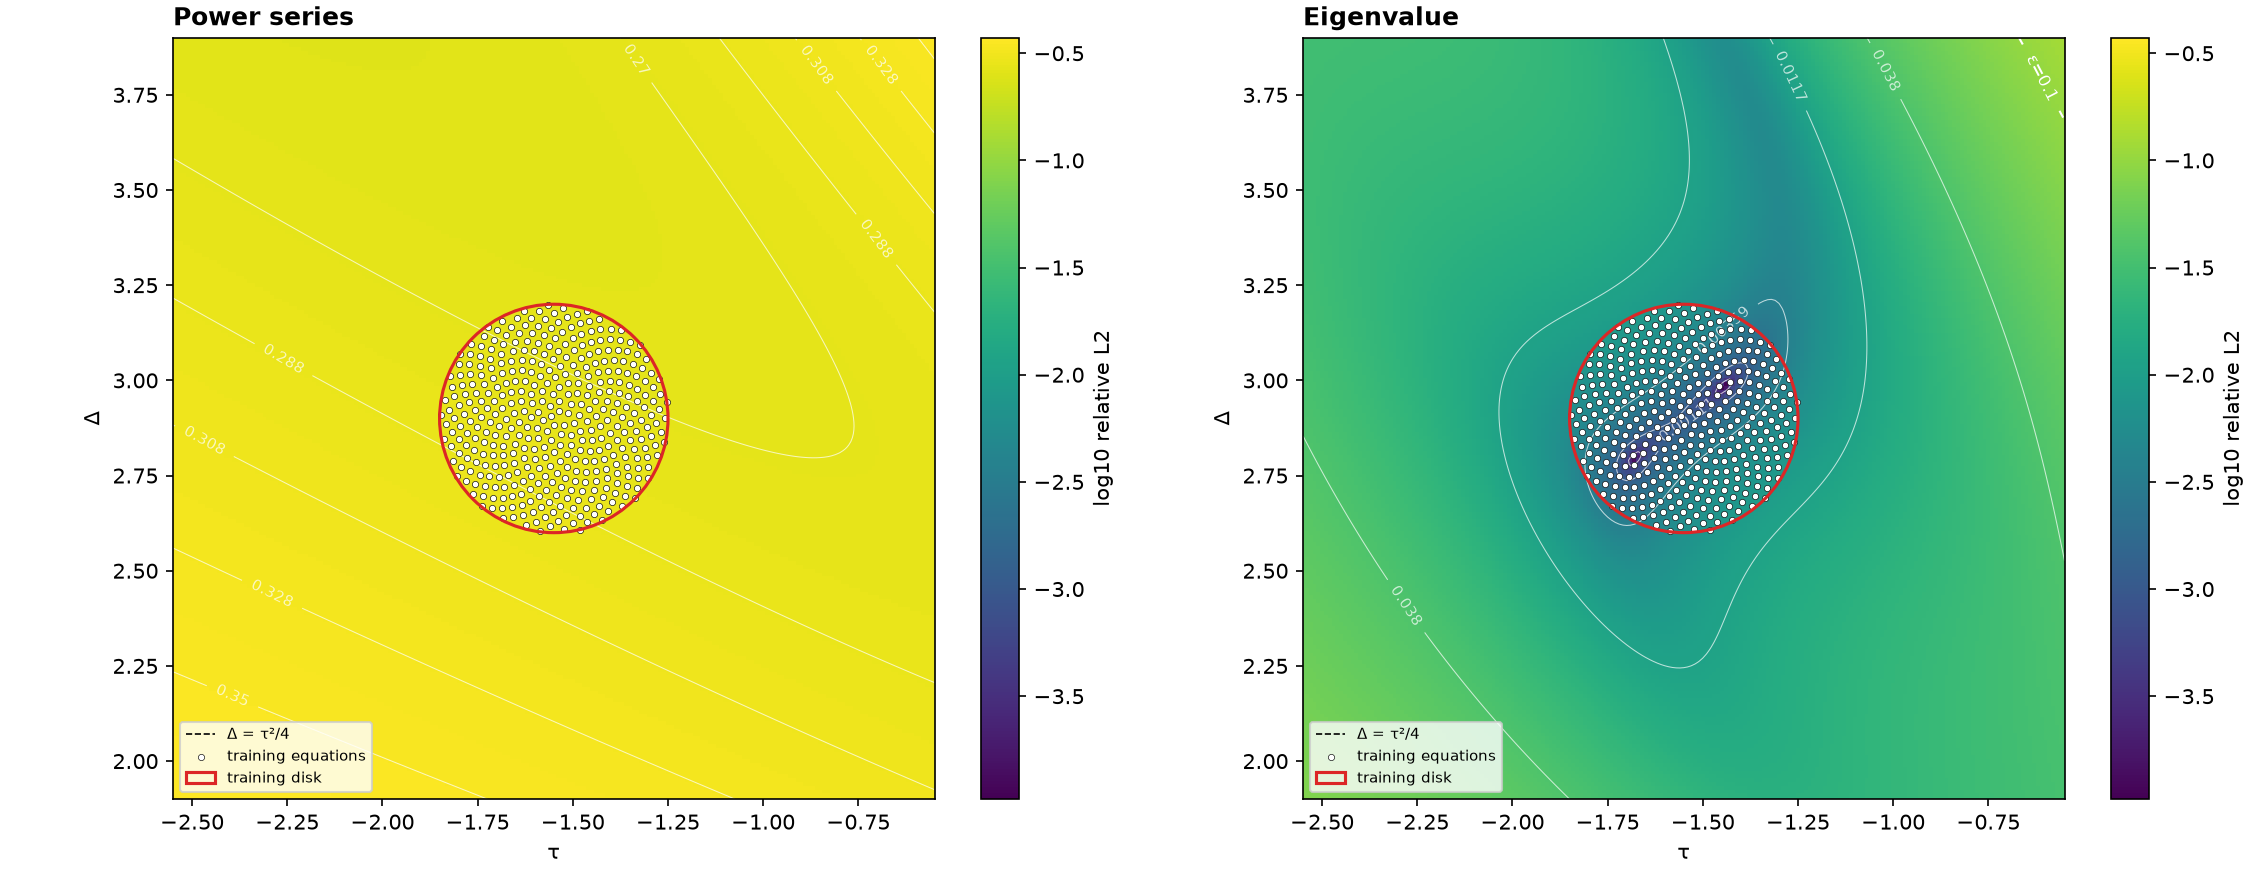 Power series
3.75
3.50
3.25
3.00
2.75
2.50
2.25
2.00
Δ
0.27
0.308
0.328
0.288
0.288
0.308
0.328
0.35
Δ = τ²/4
training equations
training disk
−2.50 −2.25 −2.00 −1.75 −1.50 −1.25 −1.00 −0.75
τ
−0.5
−1.0
−1.5
−2.0
−2.5
−3.0
−3.5
log10 relative L2
Eigenvalue
3.75
3.50
3.25
3.00
2.75
2.50
2.25
2.00
Δ
0.0117
0.038
ε=0.1
0.038
Δ = τ²/4
training equations
training disk
−2.50 −2.25 −2.00 −1.75 −1.50 −1.25 −1.00 −0.75
τ
−0.5
−1.0
−1.5
−2.0
−2.5
−3.0
−3.5
log10 relative L2